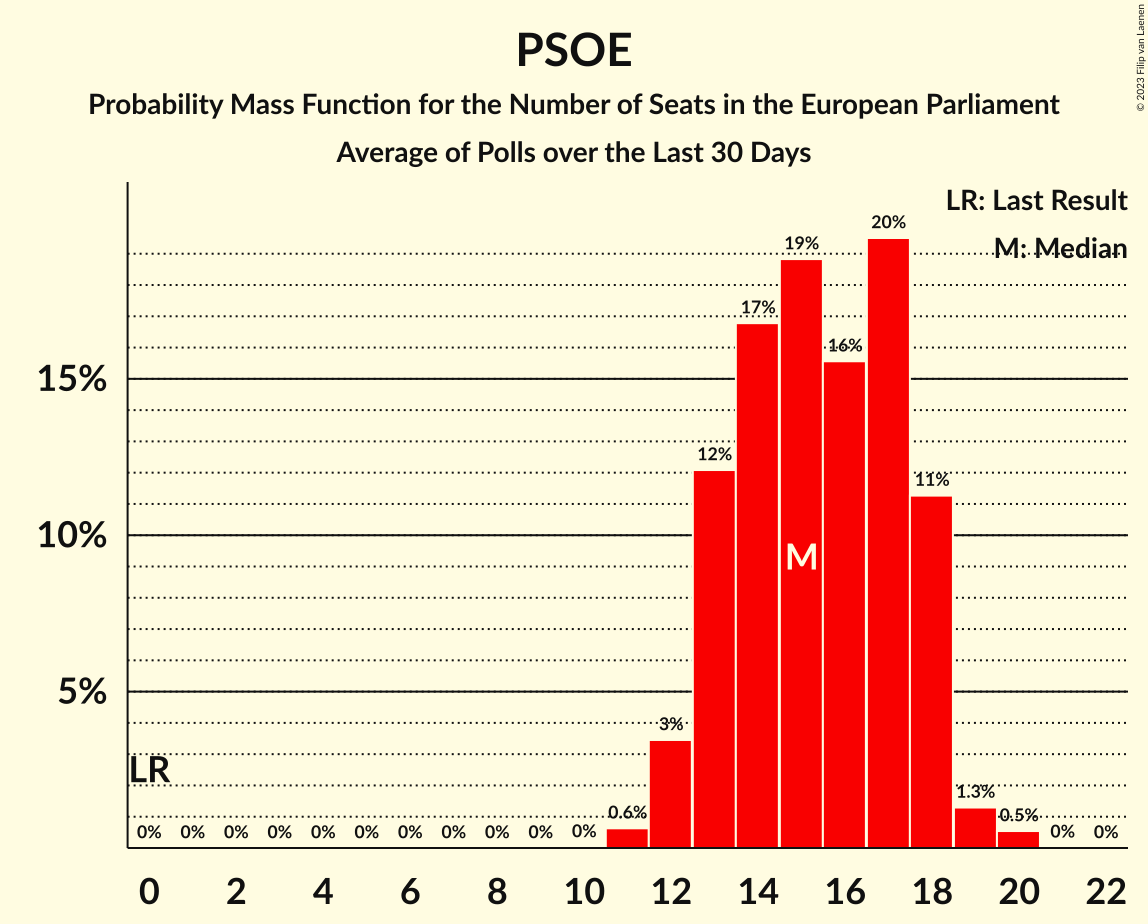 PSOE
Probability Mass Function for the Number of Seats in the European Parliament
Average of Polls over the Last 30 Days
© 2023 Filip van Laenen
LR: Last Result
M: Median
15%
10%
5%
LR
M
0% 0% 0% 0% 0% 0% 0% 0% 0% 0% 0% 0.6% 3% 12% 17% 19% 16% 20% 11% 1.3% 0.5% 0% 0%
0 2 4 6 8 10 12 14 16 18 20 22